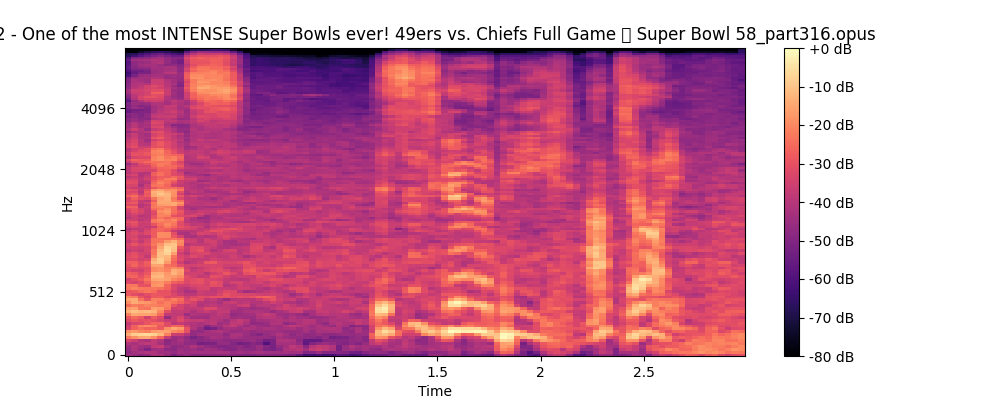 2 - One of the most INTENSE Super Bowls ever! 49ers vs. Chiefs Full Game ▯ Super Bowl 58_part316.opus
+0 dB
-10 dB
-20 dB
-30 dB
-40 dB
-50 dB
-60 dB
-70 dB
-80 dB
4096
2048
1024
512
0
Hz
0 0.5 1 1.5 2 2.5
Time